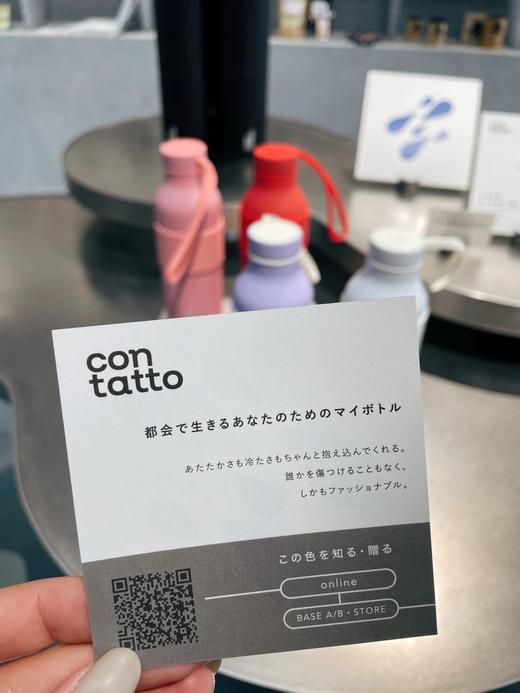 con
tatto
都会で生きるあなたのためのマイボトル
あたたかさも冷たさもちゃんと抱え込んでくれる。
誰かを傷つけることもなく、
しかもファッショナブル。
この色を知る・贈る
online
BASE A/B・STORE